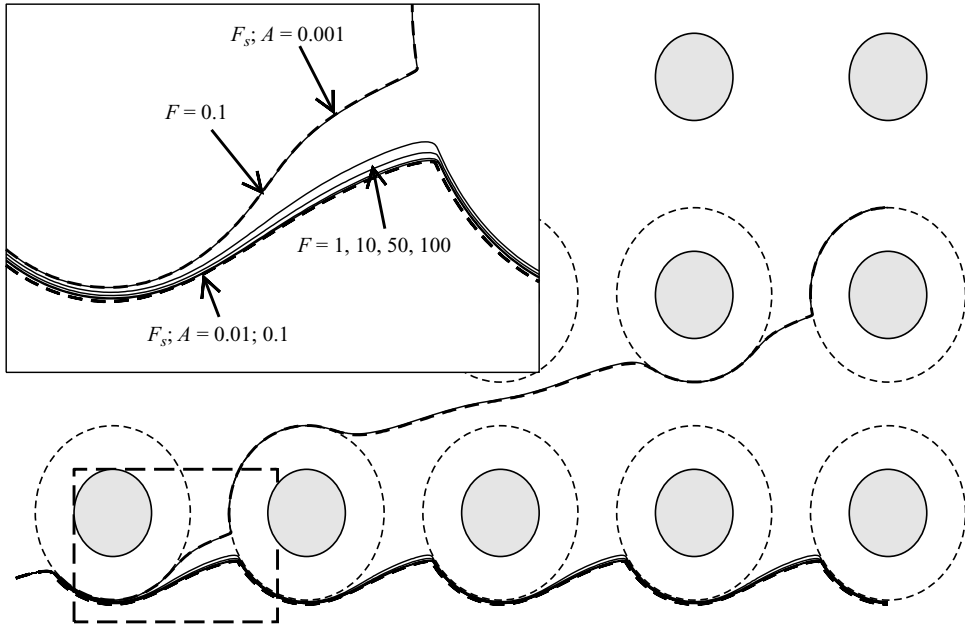 F_s; A = 0.001
F = 0.1
F = 1, 10, 50, 100
F_s; A = 0.01; 0.1